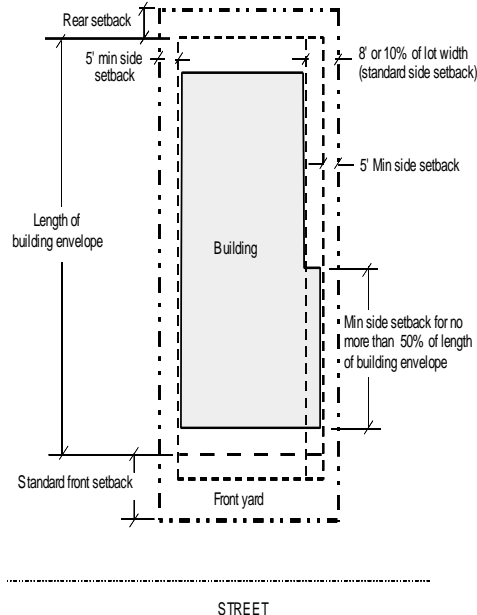 Rear setback
5' min side
setback
8' or 10% of lot width
(standard side setback)
5' Min side setback
Length of
building envelope
Building
Min side setback for no
more than 50% of length
of building envelope
Standard front setback
Front yard
STREET